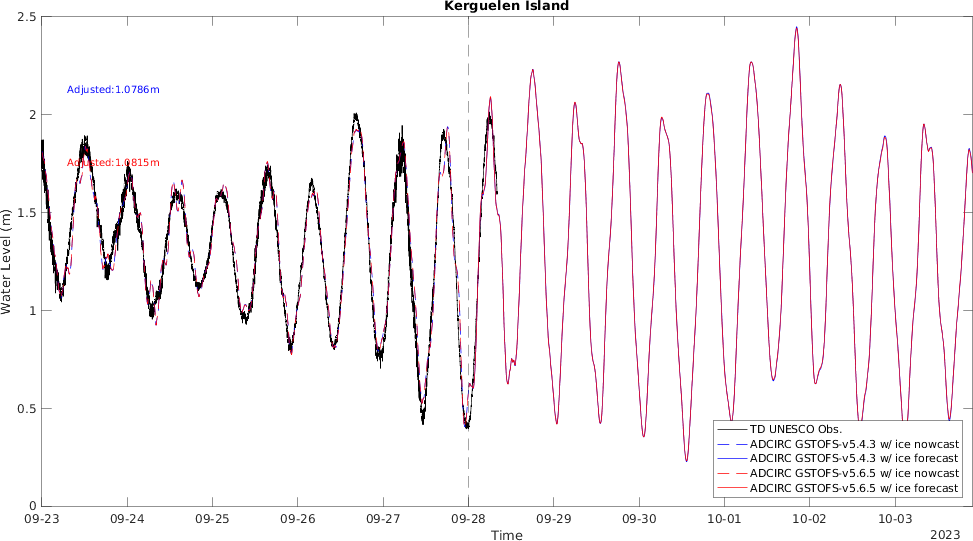 Kerguelen Island
2.5
Adjusted:1.0786m
2
Adjusted:1.0815m
1.5
Water Level (m)
1
0.5
0
TD UNESCO Obs.
ADCIRC GSTOFS-v5.4.3 w/ ice nowcast
ADCIRC GSTOFS-v5.4.3 w/ ice forecast
ADCIRC GSTOFS-v5.6.5 w/ ice nowcast
ADCIRC GSTOFS-v5.6.5 w/ ice forecast
09-23 09-24 09-25 09-26 09-27 09-28 09-29 09-30 10-01 10-02 10-03
Time
2023